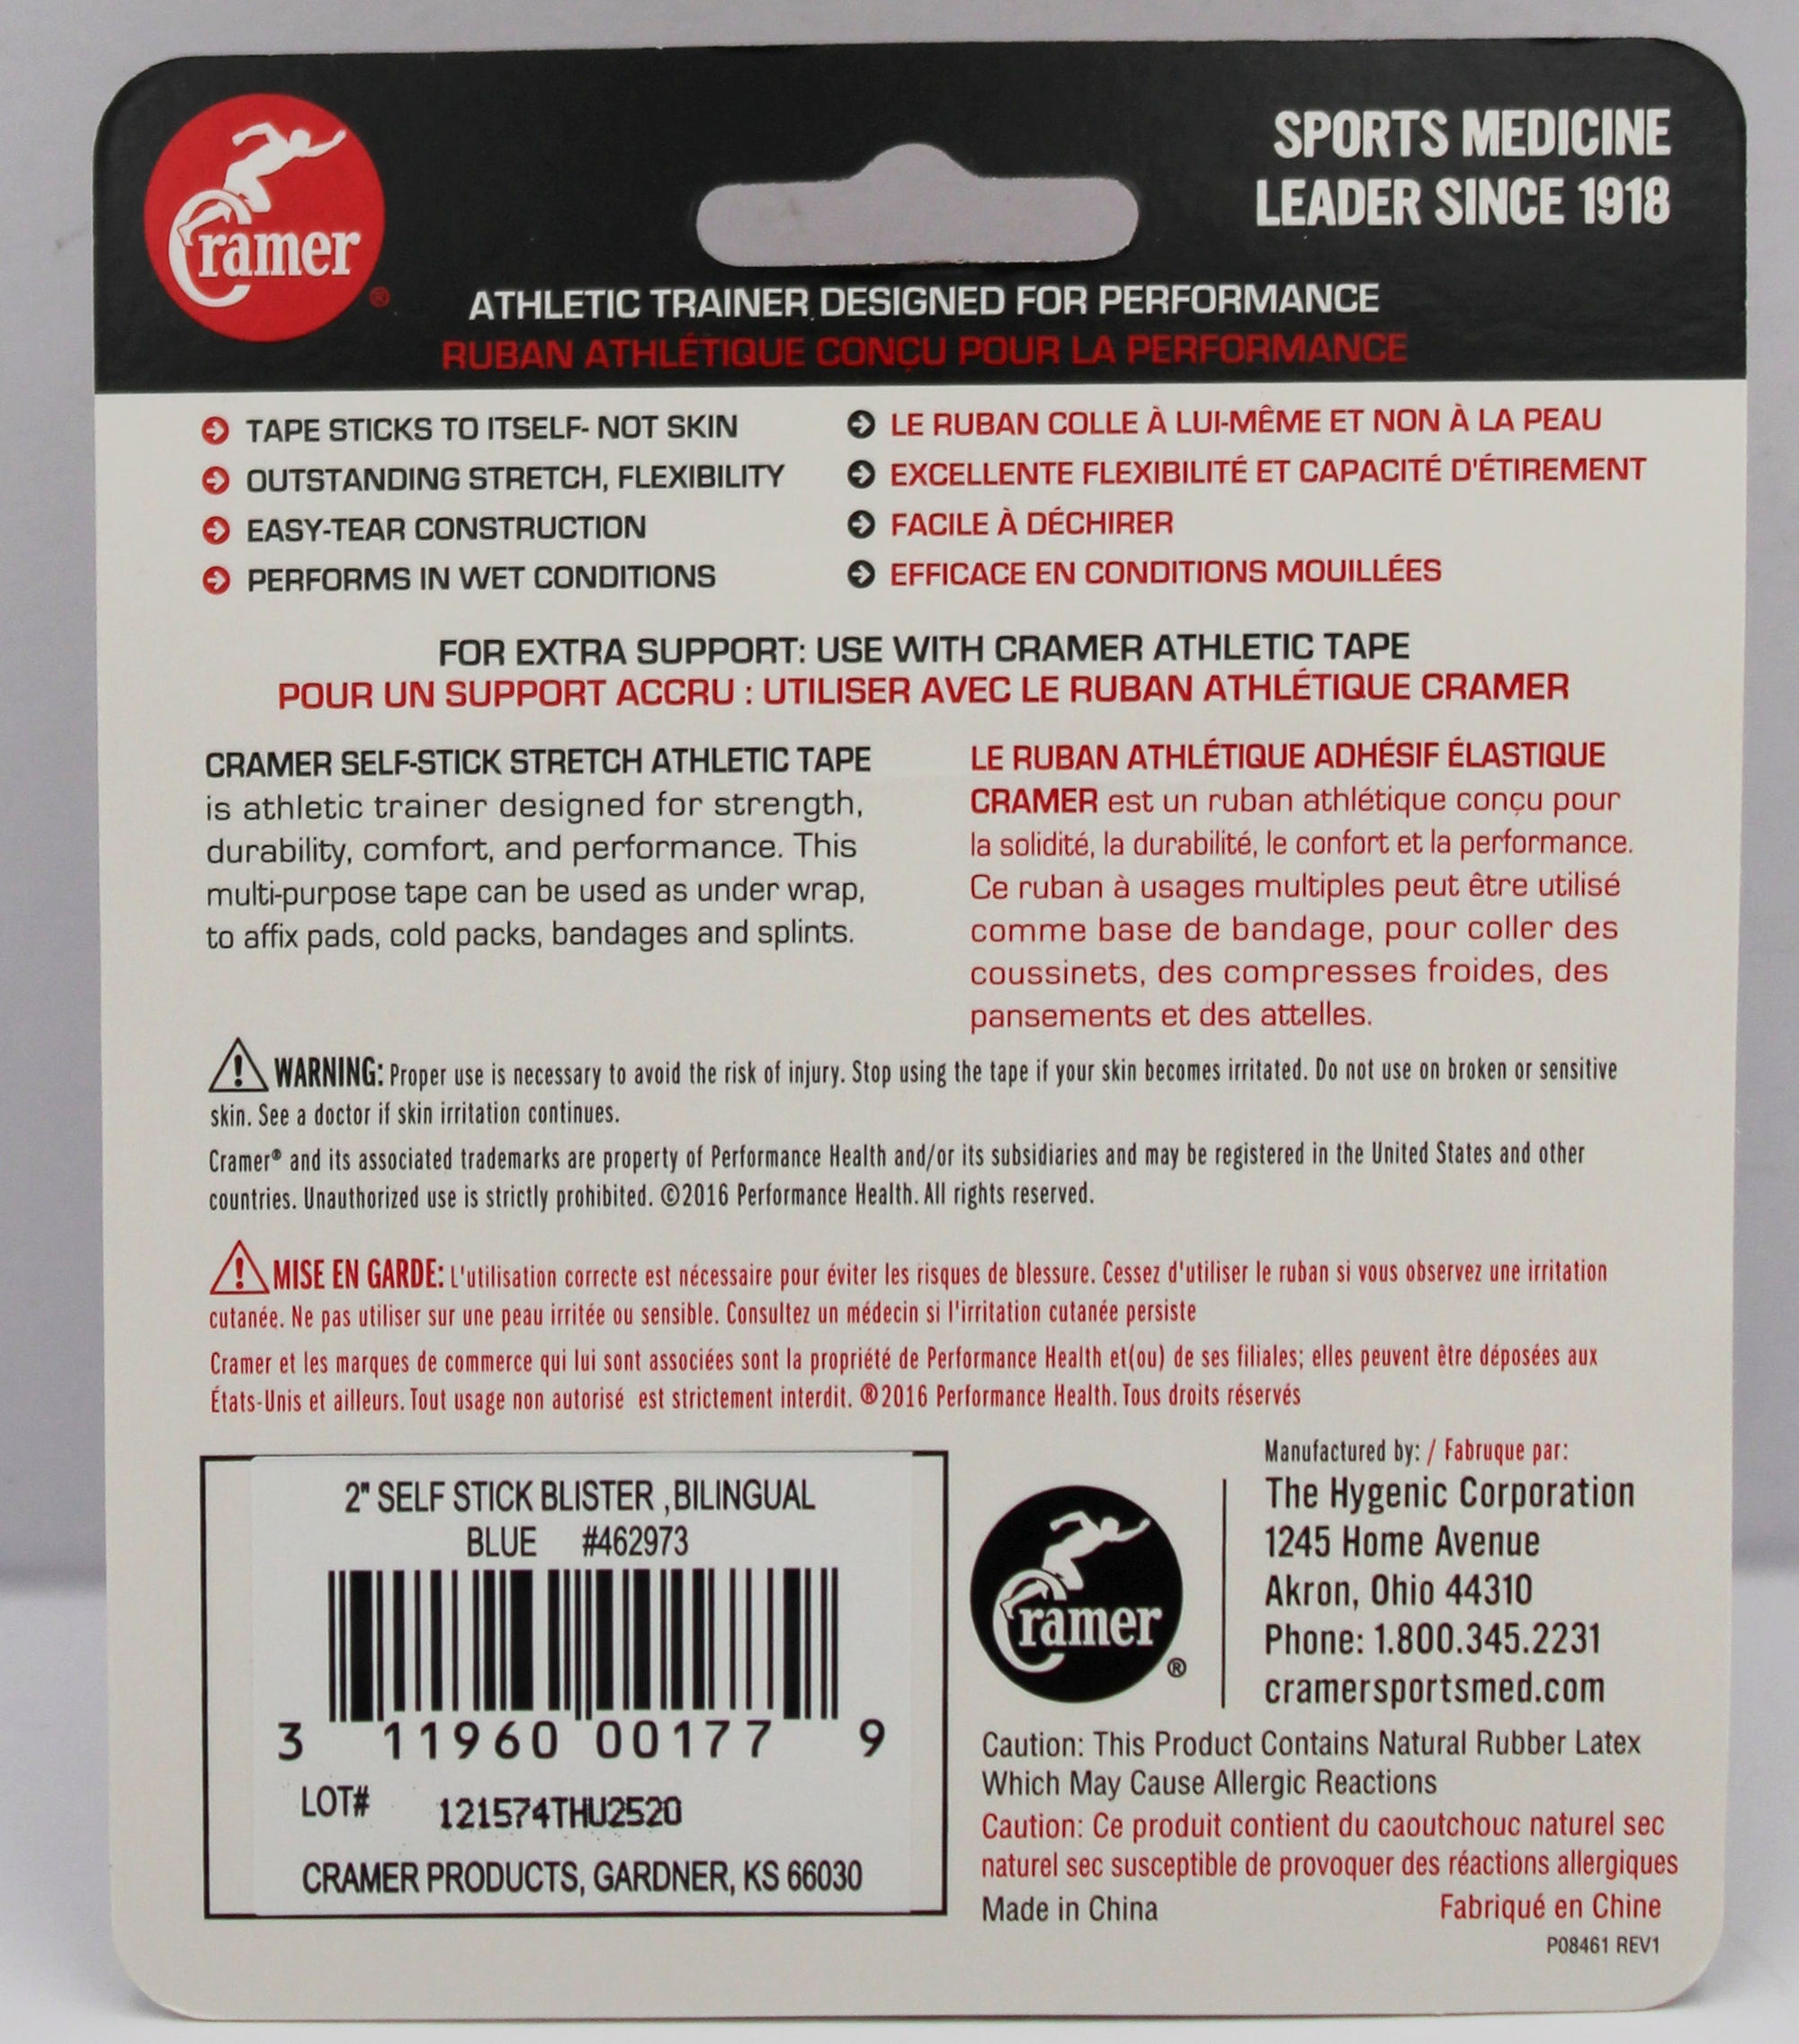 Cramer
®
SPORTS MEDICINE
LEADER SINCE 1918
ATHLETIC TRAINER DESIGNED FOR PERFORMANCE
RUBAN ATHLÉTIQUE CONÇU POUR LA PERFORMANCE
TAPE STICKS TO ITSELF- NOT SKIN
OUTSTANDING STRETCH, FLEXIBILITY
EASY-TEAR CONSTRUCTION
PERFORMS IN WET CONDITIONS
LE RUBAN COLLE À LUI-MÊME ET NON À LA PEAU
EXCELLENTE FLEXIBILITÉ ET CAPACITÉ D'ÉTIREMENT
FACILE À DÉCHIRER
EFFICACE EN CONDITIONS MOUILLÉES
FOR EXTRA SUPPORT: USE WITH CRAMER ATHLETIC TAPE
POUR UN SUPPORT ACCRU : UTILISER AVEC LE RUBAN ATHLÉTIQUE CRAMER
CRAMER SELF-STICK STRETCH ATHLETIC TAPE
is athletic trainer designed for strength,
durability, comfort, and performance. This
multi-purpose tape can be used as under wrap,
to affix pads, cold packs, bandages and splints.
LE RUBAN ATHLÉTIQUE ADHÉSIF ÉLASTIQUE
CRAMER est un ruban athlétique conçu pour
la solidité, la durabilité, le confort et la performance.
Ce ruban à usages multiples peut être utilisé
comme base de bandage, pour coller des
coussinets, des compresses froides, des
pansements et des attelles.
WARNING: Proper use is necessary to avoid the risk of injury. Stop using the tape if your skin becomes irritated. Do not use on broken or sensitive
skin. See a doctor if skin irritation continues.
Cramer® and its associated trademarks are property of Performance Health and/or its subsidiaries and may be registered in the United States and other
countries. Unauthorized use is strictly prohibited. ©2016 Performance Health. All rights reserved.
MISE EN GARDE: L'utilisation correcte est nécessaire pour éviter les risques de blessure. Cessez d'utiliser le ruban si vous observez une irritation
cutanée. Ne pas utiliser sur une peau irritée ou sensible. Consultez un médecin si l'irritation cutanée persiste
Cramer et les marques de commerce qui lui sont associées sont la propriété de Performance Health et(ou) de ses filiales; elles peuvent être déposées aux
États-Unis et ailleurs. Tout usage non autorisé est strictement interdit. ®2016 Performance Health. Tous droits réservés
2" SELF STICK BLISTER ,BILINGUAL
BLUE #462973
3 11960 00177 9
LOT# 121574THU2520
CRAMER PRODUCTS, GARDNER, KS 66030
Cramer
®
Manufactured by: / Fabruque par:
The Hygenic Corporation
1245 Home Avenue
Akron, Ohio 44310
Phone: 1.800.345.2231
cramersportsmed.com
Caution: This Product Contains Natural Rubber Latex
Which May Cause Allergic Reactions
Caution: Ce produit contient du caoutchouc naturel sec
naturel sec susceptible de provoquer des réactions allergiques
Made in China Fabriqué en Chine
P08461 REV1